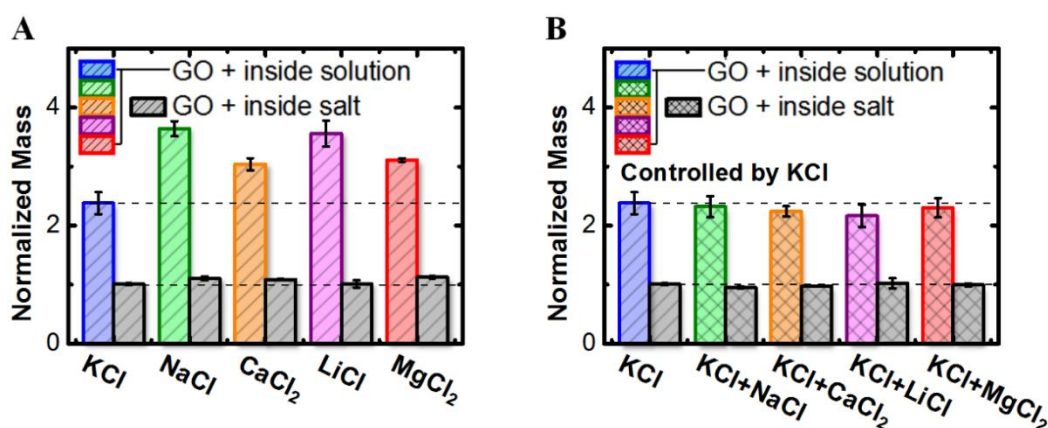 A
Normalized Mass
4
2
0
GO + inside solution
GO + inside salt
KCl
NaCl
CaCl₂
LiCl
MgCl₂
B
Normalized Mass
4
2
0
GO + inside solution
GO + inside salt
Controlled by KCl
KCl
KCl+NaCl
KCl+CaCl₂
KCl+LiCl
KCl+MgCl₂